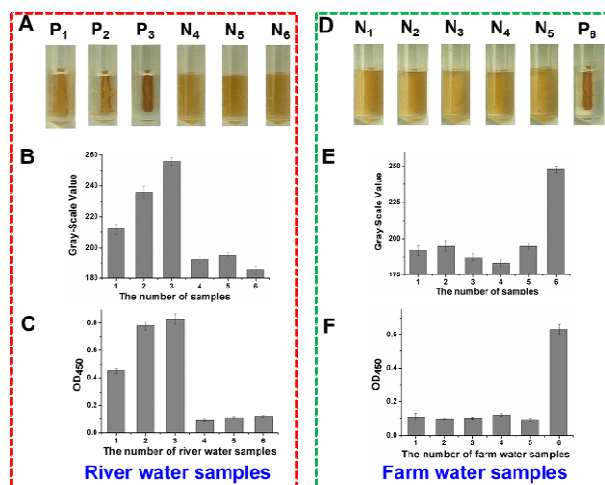 A
P1 P2 P3 N4 N5 N6
B
Gray-Scale Value
260
240
220
200
180
1 2 3 4 5 6
The number of samples
C
OD450
0.8
0.6
0.4
0.2
0.0
1 2 3 4 5 6
The number of river water samples
River water samples
D
N1 N2 N3 N4 N5 P6
E
Gray-Scale Value
250
225
200
175
1 2 3 4 5 6
The number of samples
F
OD450
0.6
0.4
0.2
0.0
1 2 3 4 5 6
The number of farm water samples
Farm water samples